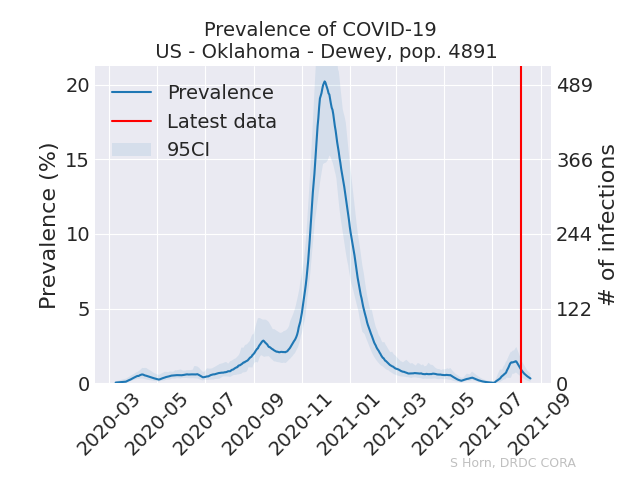 Prevalence of COVID-19
US - Oklahoma - Dewey, pop. 4891
Prevalence
Latest data
95CI
Prevalence (%)
20
15
10
5
0
# of infections
489
366
244
122
0
2020-03
2020-05
2020-07
2020-09
2020-11
2021-01
2021-03
2021-05
2021-07
2021-09
S Horn, DRDC CORA